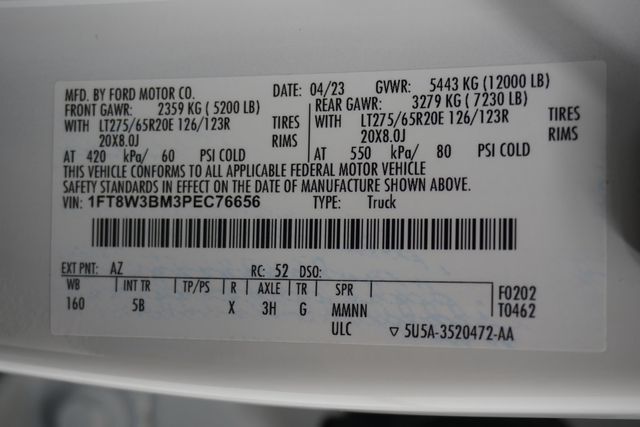 MFD. BY FORD MOTOR CO. DATE: 04/23 GVWR: 5443 KG (12000 LB)
FRONT GAWR: 2359 KG ( 5200 LB) REAR GAWR: 3279 KG ( 7230 LB)
WITH LT275/65R20E 126/123R TIRES WITH LT275/65R20E 126/123R TIRES
20X8.0J RIMS 20X8.0J RIMS
AT 420 kPa/ 60 PSI COLD AT 550 kPa/ 80 PSI COLD
THIS VEHICLE CONFORMS TO ALL APPLICABLE FEDERAL MOTOR VEHICLE
SAFETY STANDARDS IN EFFECT ON THE DATE OF MANUFACTURE SHOWN ABOVE.
VIN: 1FT8W3BM3PEC76656 TYPE: Truck
EXT PNT: AZ RC: 52 DSO:
WB INT TR TP/PS R AXLE TR SPR F0202
160 5B X 3H G MMNN T0462
ULC ▽ 5U5A-3520472-AA